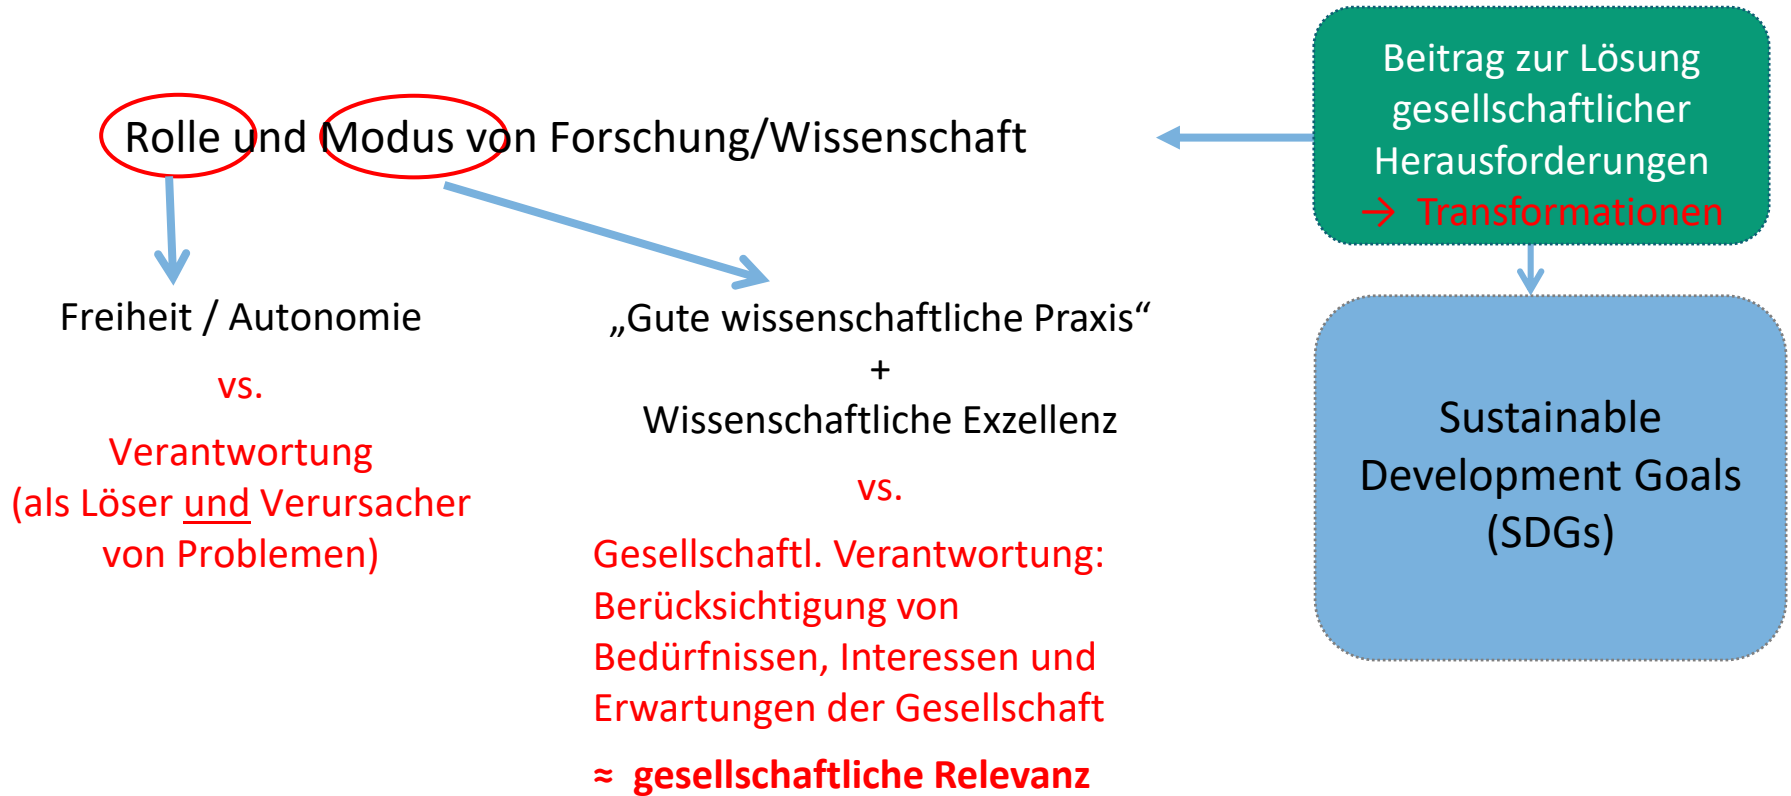 Rolle und Modus von Forschung/Wissenschaft
Freiheit / Autonomie
vs.
Verantwortung
(als Löser und Verursacher
von Problemen)
„Gute wissenschaftliche Praxis“
+
Wissenschaftliche Exzellenz
vs.
Gesellschaftl. Verantwortung:
Berücksichtigung von
Bedürfnissen, Interessen und
Erwartungen der Gesellschaft
≈ gesellschaftliche Relevanz
Beitrag zur Lösung
gesellschaftlicher
Herausforderungen
→ Transformationen
Sustainable
Development Goals
(SDGs)